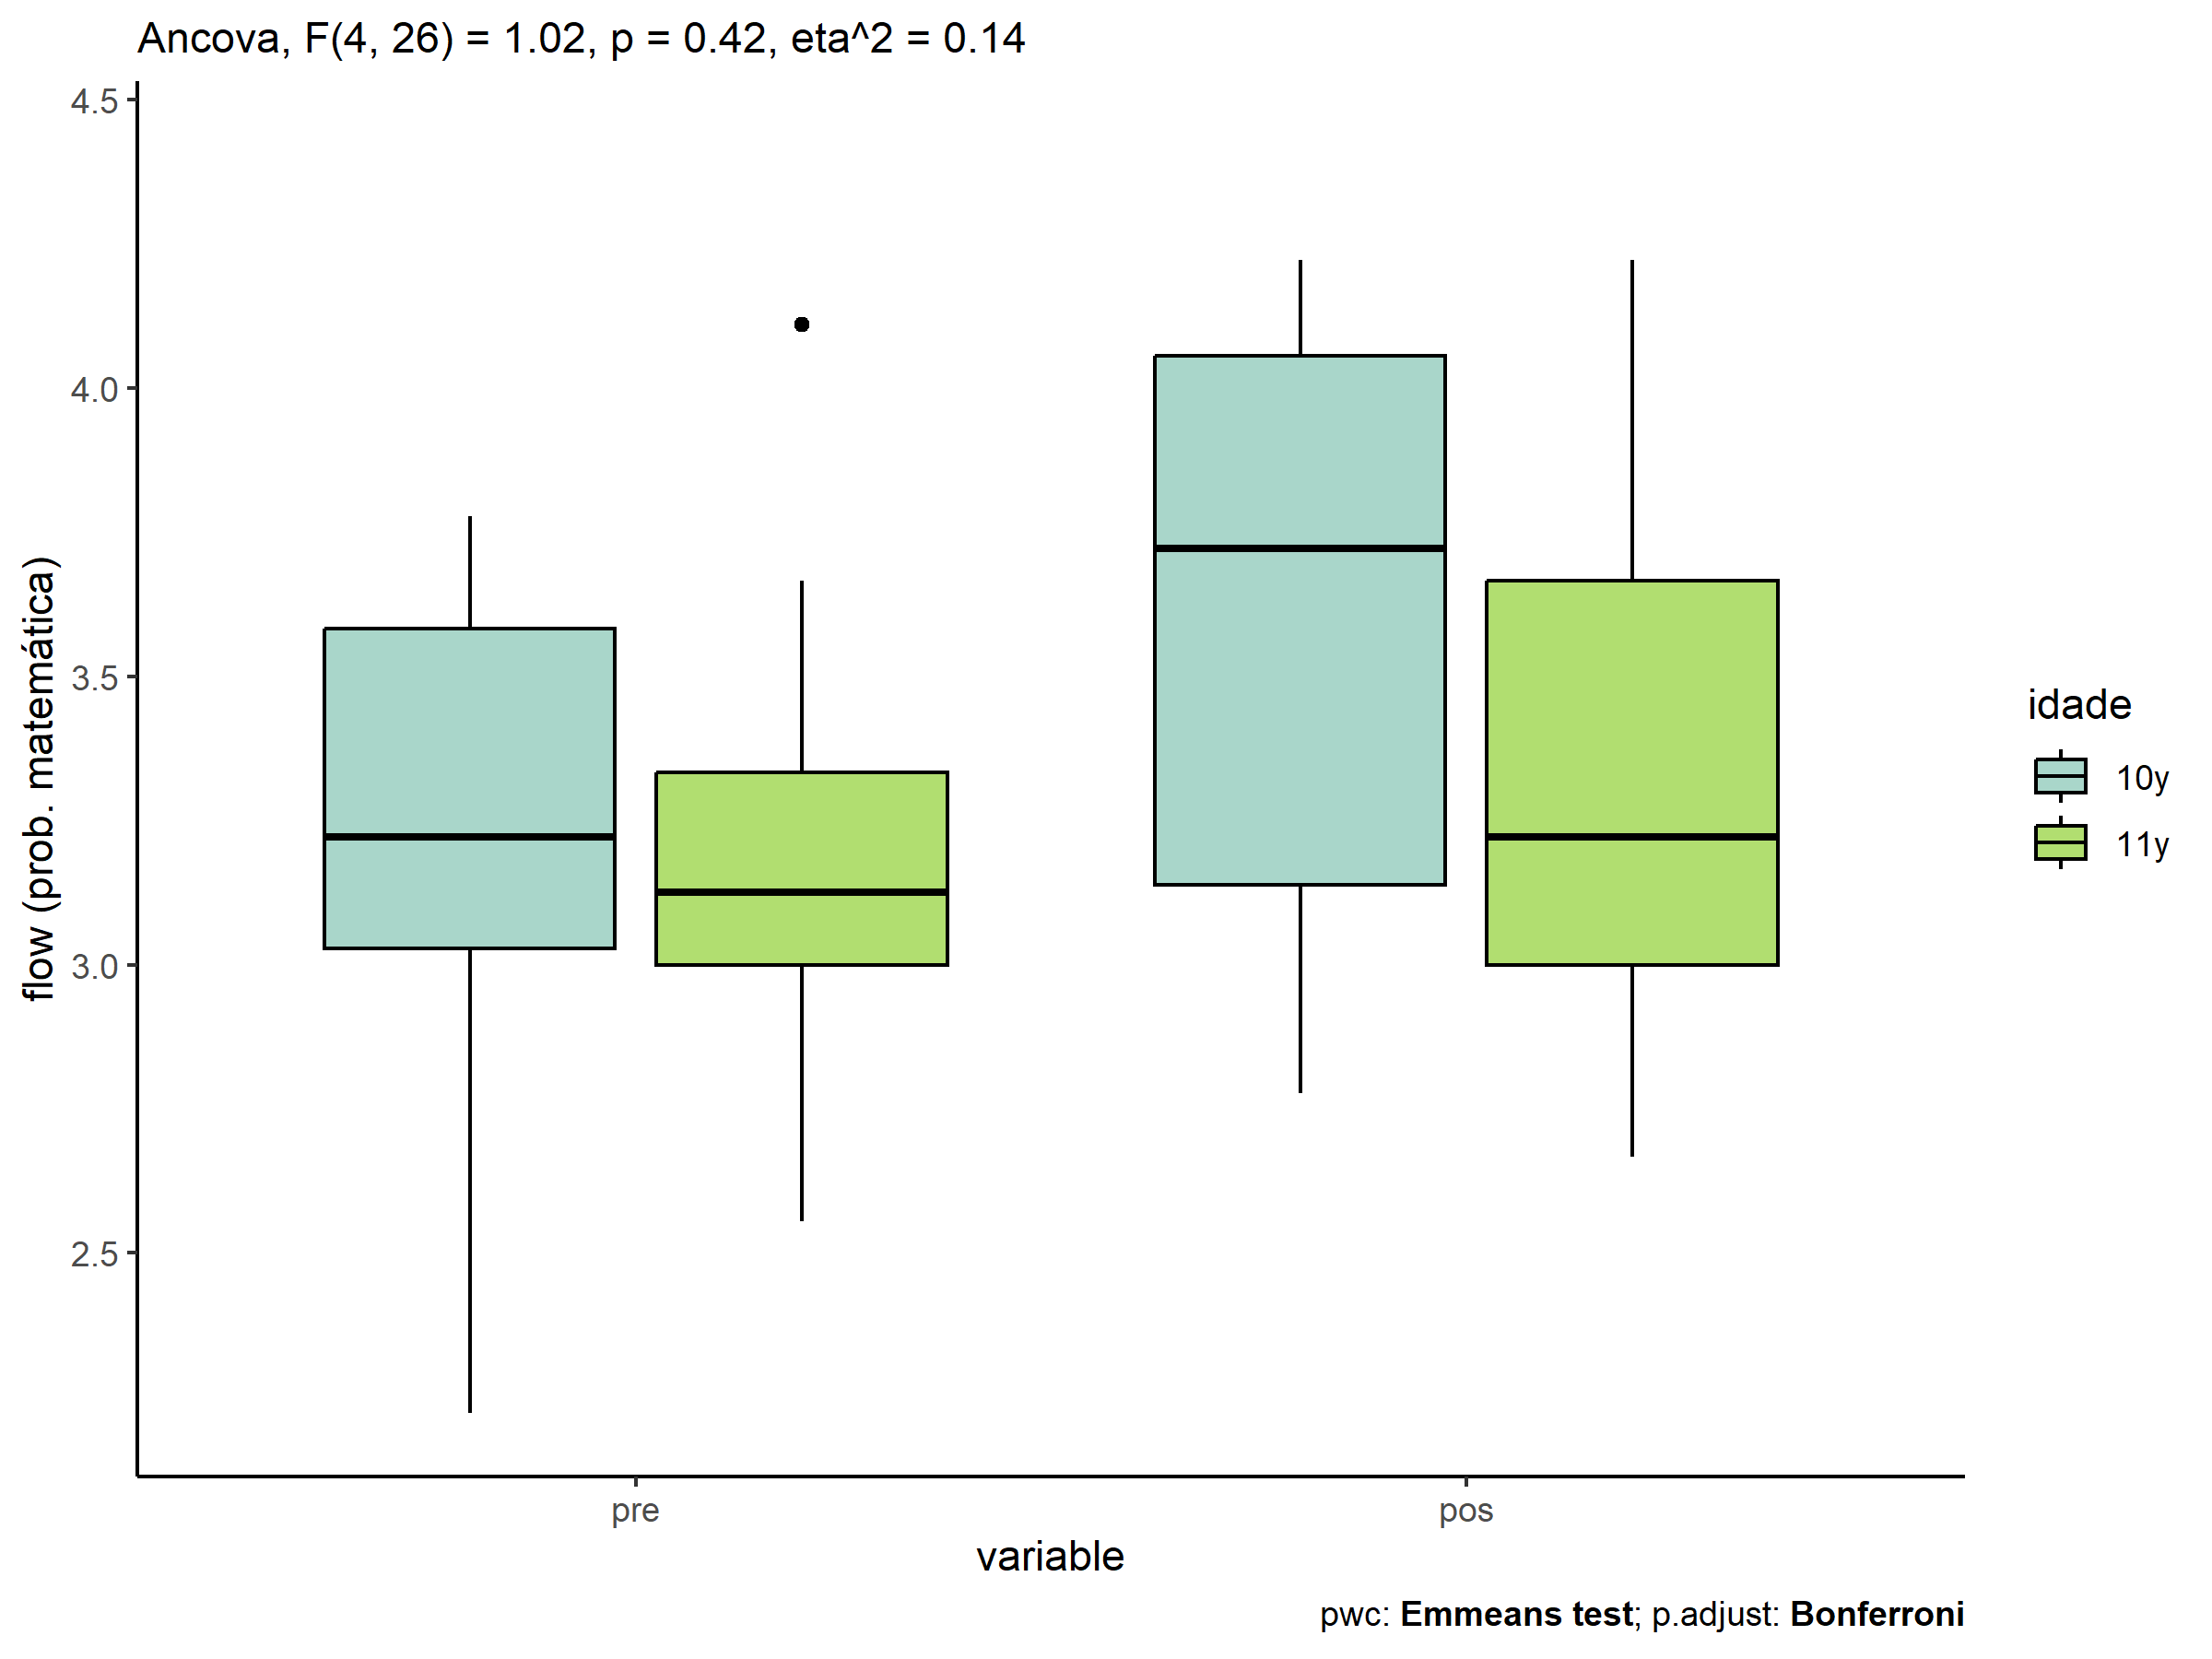 Ancova, F(4, 26) = 1.02, p = 0.42, eta^2 = 0.14
4.5
4.0
3.5
3.0
2.5
flow (prob. matemática)
pre
pos
variable
idade
10y
11y
pwc: Emmeans test; p.adjust: Bonferroni